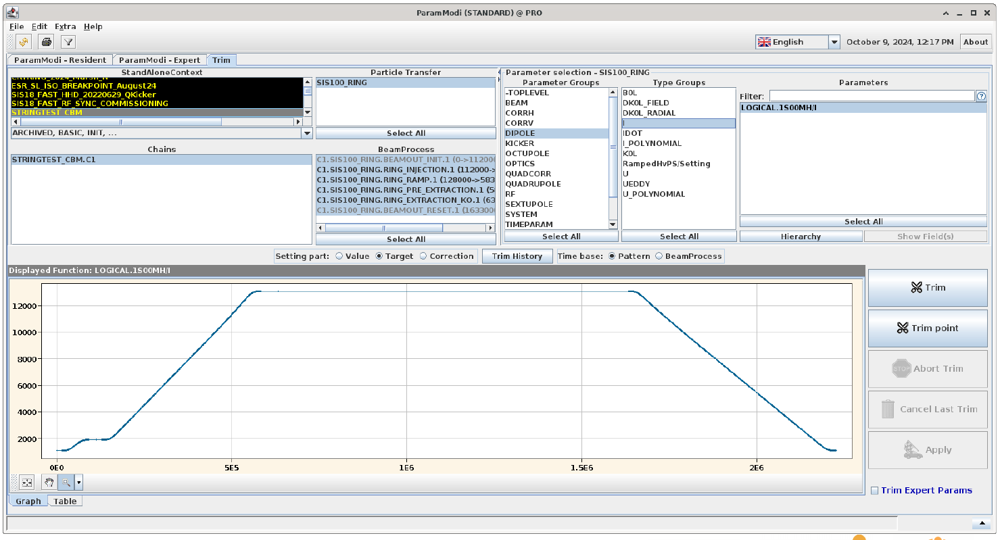 ParamModi (STANDARD) @ PRO
File Edit Extra Help
English
October 9, 2024, 12:17 PM
About
ParamModi - Resident
ParamModi - Expert
Trim
StandAloneContext
ESR_SL_ISO_BREAKPOINT_August24
SIS18_FAST_HHD_20220629_QKicker
SIS18_FAST_RF_SYNC_COMMISSIONING
STRINGTEST_CBM
ARCHIVED, BASIC, INIT, ...
Particle Transfer
SIS100_RING
Select All
Chains
STRINGTEST_CBM.C1
BeamProcess
C1.SIS100_RING.BEAMOUT_INIT.1 (0->11200
C1.SIS100_RING.RING_INJECTION.1 (112000->
C1.SIS100_RING.RING_RAMP.1 (128000->583
C1.SIS100_RING.RING_PRE_EXTRACTION.1 (5
C1.SIS100_RING.RING_EXTRACTION_KO.1 (63
C1.SIS100_RING.BEAMOUT_RESET.1 (163300
Select All
Parameter selection - SIS100_RING
Parameter Groups
-TOPLEVEL
BEAM
CORRH
CORRV
DIPOLE
KICKER
OCTUPOLE
OPTICS
QUADCORR
QUADRUPOLE
RF
SEXTUPOLE
SYSTEM
TIMEPARAM
Select All
Type Groups
B0L
DK0L_FIELD
DK0L_RADIAL
I
IDOT
I_POLYNOMIAL
K0L
RampedHvPS/Setting
U
UEDDY
U_POLYNOMIAL
Select All
Parameters
Filter:
?
LOGICAL.1S00MH/I
Select All
Hierarchy
Show Field(s)
Setting part: Value Target Correction
Trim History
Time base: Pattern BeamProcess
Displayed Function: LOGICAL.1S00MH/I
12000
10000
8000
6000
4000
2000
0E0 5E5 1E6 1.5E6 2E6
Trim
Trim point
STOP Abort Trim
Cancel Last Trim
Apply
Trim Expert Params
Graph
Table